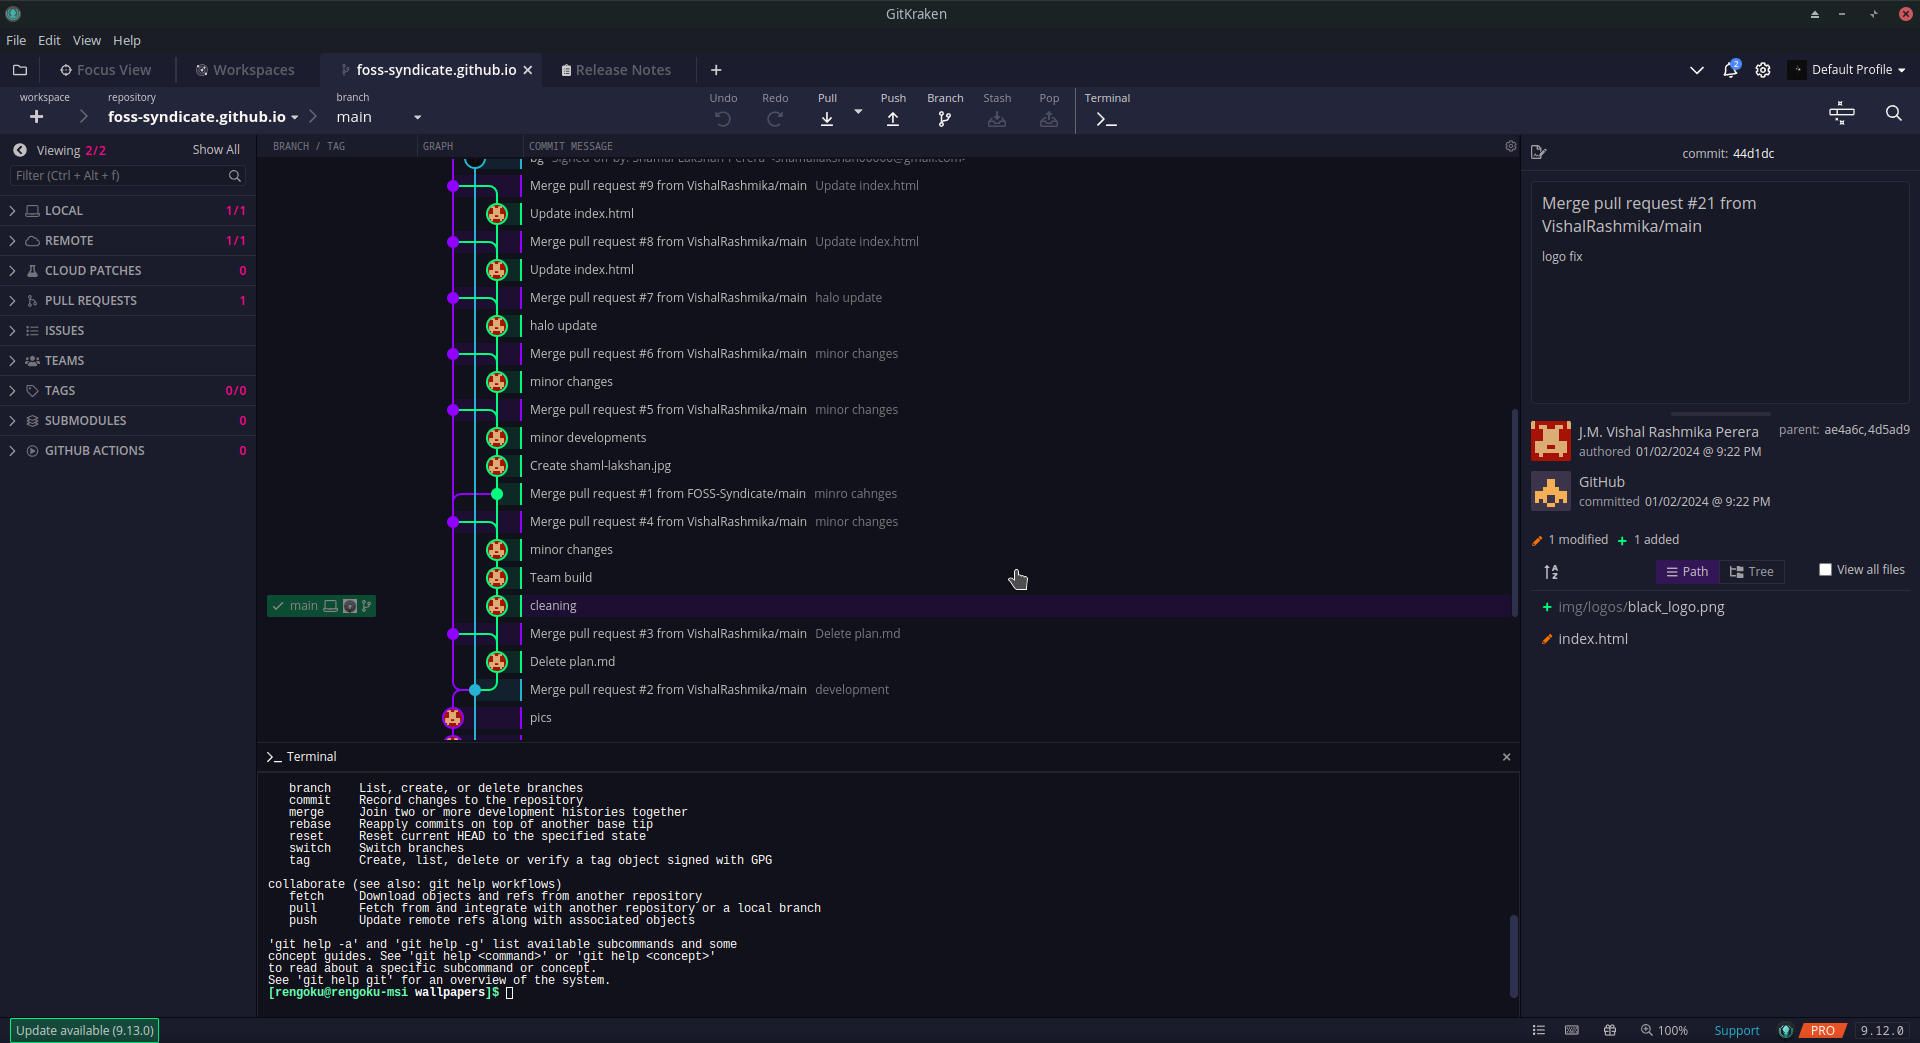 GitKraken
File Edit View Help
Focus View Workspaces foss-syndicate.github.io Release Notes 2 Default Profile
workspace repository branch Undo Redo Pull Push Branch Stash Pop Terminal
foss-syndicate.github.io main
Viewing 2/2 Show All
Filter (Ctrl + Alt + f)
LOCAL 1/1
REMOTE 1/1
CLOUD PATCHES 0
PULL REQUESTS 1
ISSUES
TEAMS
TAGS 0/0
SUBMODULES 0
GITHUB ACTIONS 0
BRANCH / TAG GRAPH COMMIT MESSAGE
Merge pull request #9 from VishalRashmika/main Update index.html
Update index.html
Merge pull request #8 from VishalRashmika/main Update index.html
Update index.html
Merge pull request #7 from VishalRashmika/main halo update
halo update
Merge pull request #6 from VishalRashmika/main minor changes
minor changes
Merge pull request #5 from VishalRashmika/main minor changes
minor developments
Create shaml-lakshan.jpg
Merge pull request #1 from FOSS-Syndicate/main minro cahnges
Merge pull request #4 from VishalRashmika/main minor changes
minor changes
Team build
main cleaning
Merge pull request #3 from VishalRashmika/main Delete plan.md
Delete plan.md
Merge pull request #2 from VishalRashmika/main development
pics
commit: 44d1dc
Merge pull request #21 from
VishalRashmika/main
logo fix
J.M. Vishal Rashmika Perera parent: ae4a6c,4d5ad9
authored 01/02/2024 @ 9:22 PM
GitHub
committed 01/02/2024 @ 9:22 PM
1 modified + 1 added
Path Tree View all files
+ img/logos/black_logo.png
index.html
Terminal
branch List, create, or delete branches
commit Record changes to the repository
merge Join two or more development histories together
rebase Reapply commits on top of another base tip
reset Reset current HEAD to the specified state
switch Switch branches
tag Create, list, delete or verify a tag object signed with GPG
collaborate (see also: git help workflows)
fetch Download objects and refs from another repository
pull Fetch from and integrate with another repository or a local branch
push Update remote refs along with associated objects
'git help -a' and 'git help -g' list available subcommands and some
concept guides. See 'git help <command>' or 'git help <concept>'
to read about a specific subcommand or concept.
See 'git help git' for an overview of the system.
[rengoku@rengoku-msi wallpapers]$
Update available (9.13.0) 100% Support PRO 9.12.0